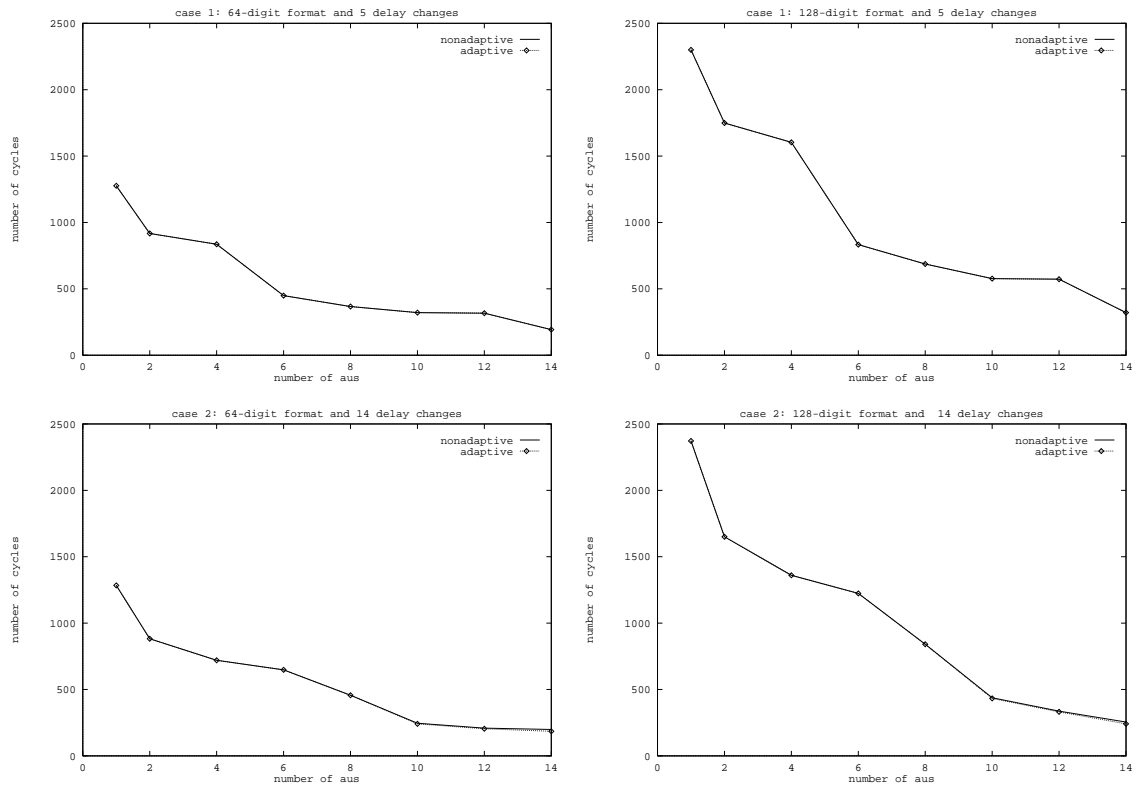 case 1: 64-digit format and 5 delay changes
2500
2000
1500
1000
500
0
number of cycles
nonadaptive
adaptive
0 2 4 6 8 10 12 14
number of aus
case 1: 128-digit format and 5 delay changes
2500
2000
1500
1000
500
0
number of cycles
nonadaptive
adaptive
0 2 4 6 8 10 12 14
number of aus
case 2: 64-digit format and 14 delay changes
2500
2000
1500
1000
500
0
number of cycles
nonadaptive
adaptive
0 2 4 6 8 10 12 14
number of aus
case 2: 128-digit format and  14 delay changes
2500
2000
1500
1000
500
0
number of cycles
nonadaptive
adaptive
0 2 4 6 8 10 12 14
number of aus